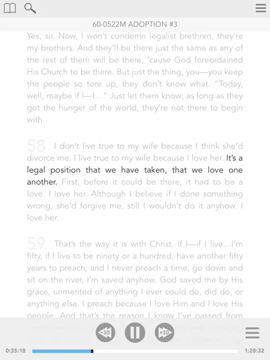 60-0522M ADOPTION #3
Yes, sir. Now, I won't condemn legalist brethren, they're
my brothers. And they'll be there just the same as any of
the rest of will be there, 'cause God foreordained
His Church to be there. But just the thing, you—you keep
the people so tore up, they don't know what. "Today,
well, maybe if I—I...." Just let them know; as long as they
got the hunger of the world, they're not there to begin
with.
58 I don't live true to my wife because I think she'd
divorce me. I live true to my wife because I love her. It's a
legal position that we have taken, that we love one
another. First, before it could be there, it had to be a
love. I love her. Although I believe if I done something
wrong, she'd forgive me, still I wouldn't do it anyhow. I
love her.
59 That's the way it is with Christ. If I—if I live...I'm
fifty, if I live to be ninety or a hundred, have another fifty
years to preach; and I never preach a time, go down and
sit on the river, I'm saved anyhow. God saved me by His
grace, unmerited of anything I ever could do, did do, or
anything else. I preach because I love Him and I love His
people. And that's the reason I know I've passed from
0:35:18
1:28:32